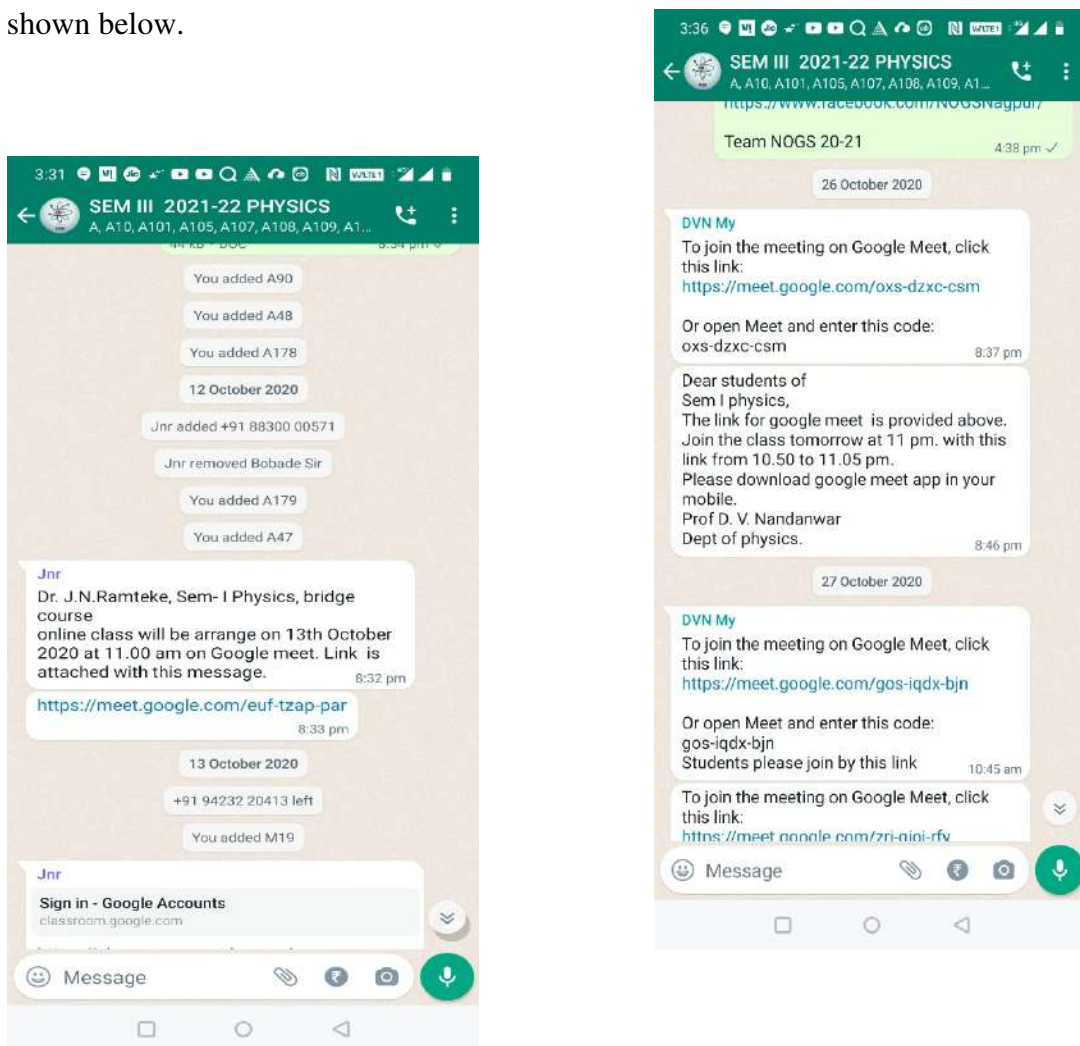 shown below.
3:31
SEM III 2021-22 PHYSICS
A, A10, A101, A105, A107, A108, A109, A1...
44 kB • DOC
You added A90
You added A48
You added A178
12 October 2020
Jnr added +91 88300 00571
Jnr removed Bobade Sir
You added A179
You added A47
Jnr
Dr. J.N.Ramteke, Sem- I Physics, bridge
course
online class will be arrange on 13th October
2020 at 11.00 am on Google meet. Link is
attached with this message.
8:32 pm
https://meet.google.com/euf-tzap-par
8:33 pm
13 October 2020
+91 94232 20413 left
You added M19
Jnr
Sign in - Google Accounts
classroom.google.com
Message
3:36
SEM III 2021-22 PHYSICS
A, A10, A101, A105, A107, A108, A109, A1...
https://www.facebook.com/NOGSNagpur/
Team NOGS 20-21
4:38 pm
26 October 2020
DVN My
To join the meeting on Google Meet, click
this link:
https://meet.google.com/oxs-dzxc-csm
Or open Meet and enter this code:
oxs-dzxc-csm
8:37 pm
Dear students of
Sem I physics,
The link for google meet is provided above.
Join the class tomorrow at 11 pm. with this
link from 10.50 to 11.05 pm.
Please download google meet app in your
mobile.
Prof D. V. Nandanwar
Dept of physics.
8:46 pm
27 October 2020
DVN My
To join the meeting on Google Meet, click
this link:
https://meet.google.com/gos-iqdx-bjn
Or open Meet and enter this code:
gos-iqdx-bjn
Students please join by this link
10:45 am
To join the meeting on Google Meet, click
this link:
Message